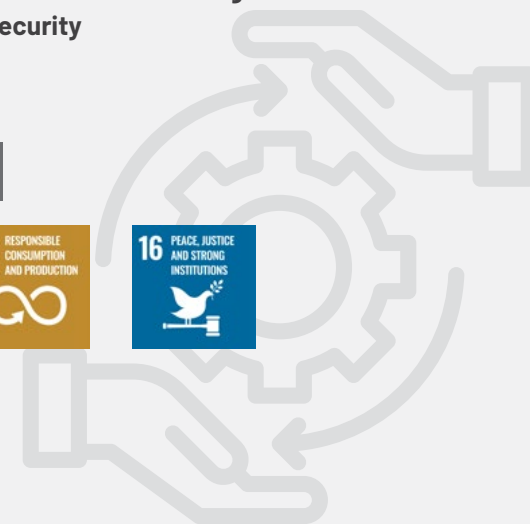 ecurity
RESPONSIBLE
CONSUMPTION
AND PRODUCTION
16 PEACE, JUSTICE
AND STRONG
INSTITUTIONS